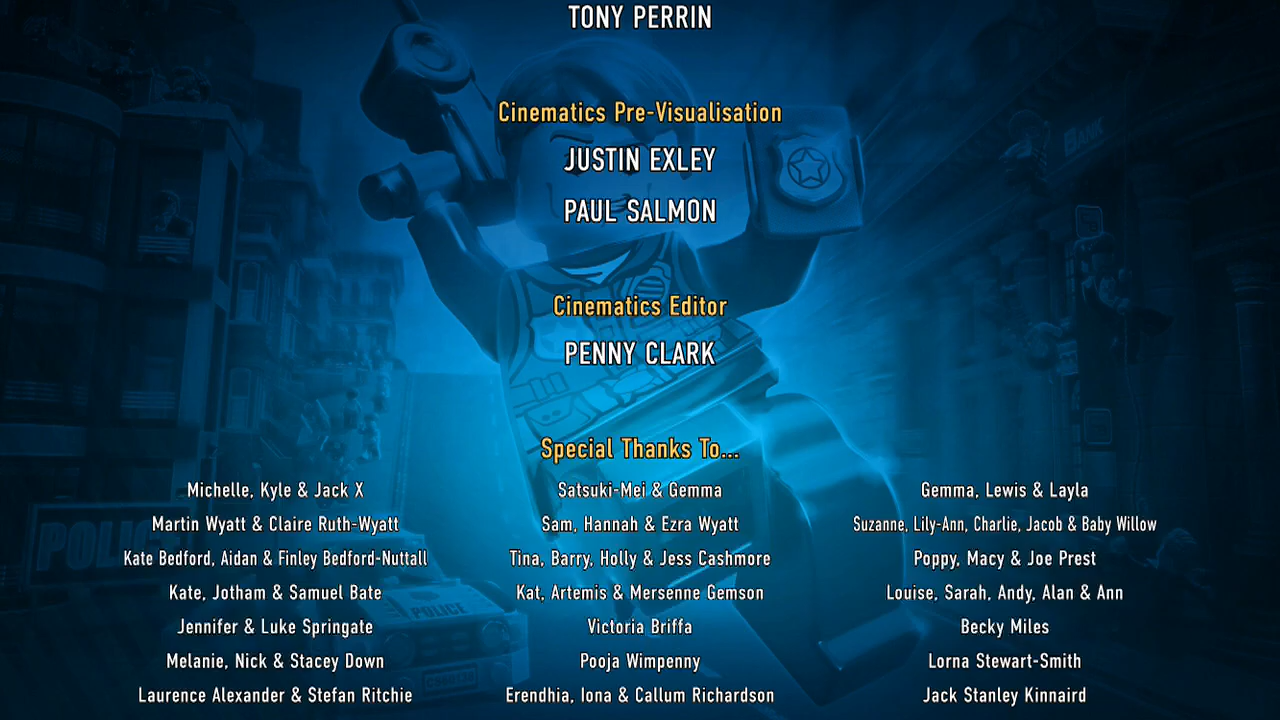 TONY PERRIN
Cinematics Pre-Visualisation
JUSTIN EXLEY
PAUL SALMON
Cinematics Editor
PENNY CLARK
Special Thanks To...
Michelle, Kyle & Jack X
Satsuki-Mei & Gemma
Gemma, Lewis & Layla
Martin Wyatt & Claire Ruth-Wyatt
Sam, Hannah & Ezra Wyatt
Suzanne, Lily-Ann, Charlie, Jacob & Baby Willow
Kate Bedford, Aidan & Finley Bedford-Nuttall
Tina, Barry, Holly & Jess Cashmore
Poppy, Macy & Joe Prest
Kate, Jotham & Samuel Bate
Kat, Artemis & Mersenne Gemson
Louise, Sarah, Andy, Alan & Ann
Jennifer & Luke Springate
Victoria Briffa
Becky Miles
Melanie, Nick & Stacey Down
Pooja Wimpenny
Lorna Stewart-Smith
Laurence Alexander & Stefan Ritchie
Erendhia, Iona & Callum Richardson
Jack Stanley Kinnaird
BANK
POLICE
POLICE